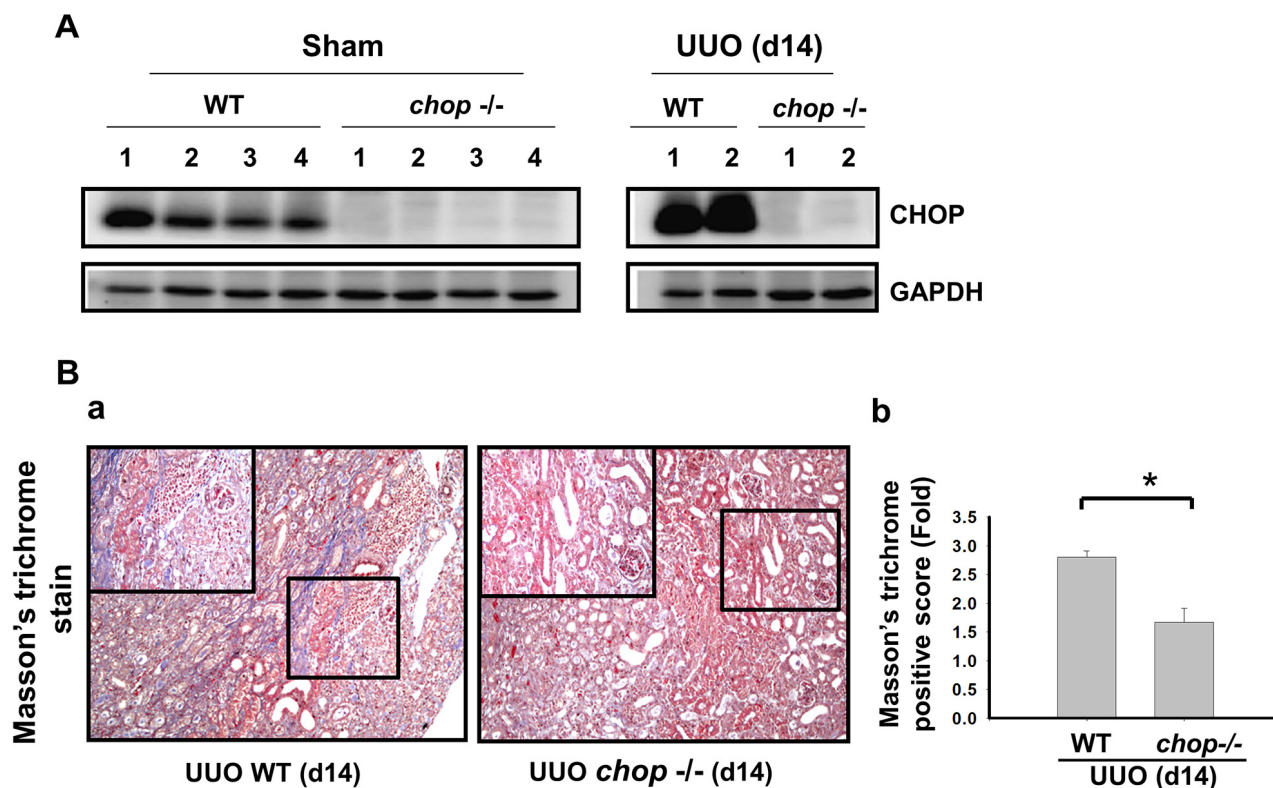 A
Sham
UUO (d14)
WT
chop -/-
WT
chop -/-
1 2 3 4 1 2 3 4
1 2 1 2
CHOP
GAPDH
B
a
b
Masson's trichrome
stain
UUO WT (d14)
UUO chop -/- (d14)
Masson's trichrome
positive score (Fold)
*
3.5
3.0
2.5
2.0
1.5
1.0
0.5
0.0
WT
chop-/-
UUO (d14)